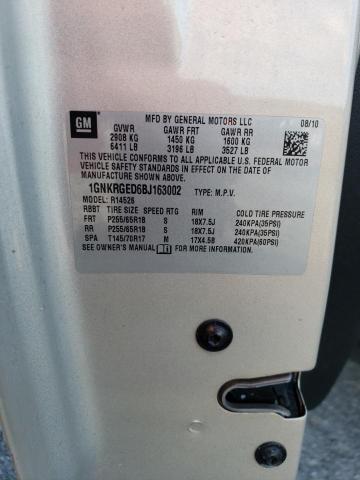 GM
MFD BY GENERAL MOTORS LLC 08/10
GVWR GAWR FRT GAWR RR
2908 KG 1450 KG 1600 KG
6411 LB 3196 LB 3527 LB
THIS VEHICLE CONFORMS TO ALL APPLICABLE U.S. FEDERAL MOTOR
VEHICLE SAFETY STANDARDS IN EFFECT ON THE DATE OF
MANUFACTURE SHOWN ABOVE.
1GNKRGED6BJ163002 TYPE: M.P.V.
MODEL: R14526
RBBT TIRE SIZE SPEED RTG RIM COLD TIRE PRESSURE
FRT P255/65R18 S 18X7.5J 240KPA(35PSI)
RR P255/65R18 S 18X7.5J 240KPA(35PSI)
SPA T145/70R17 M 17X4.5B 420KPA(60PSI)
SEE OWNER'S MANUAL FOR MORE INFORMATION.